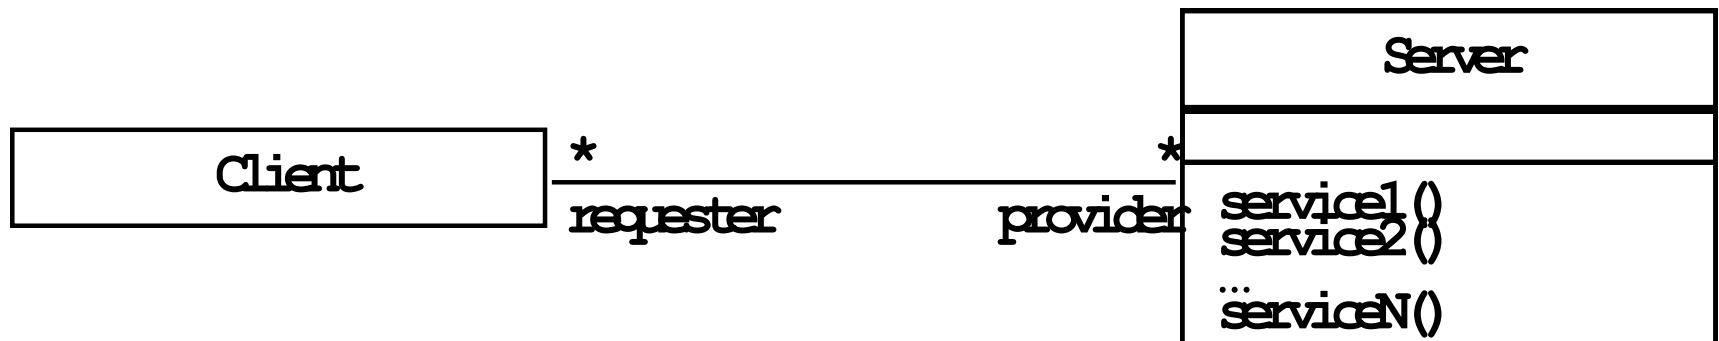 Server
Client
*
*
requester
provider
service1()
service2()
...
serviceN()